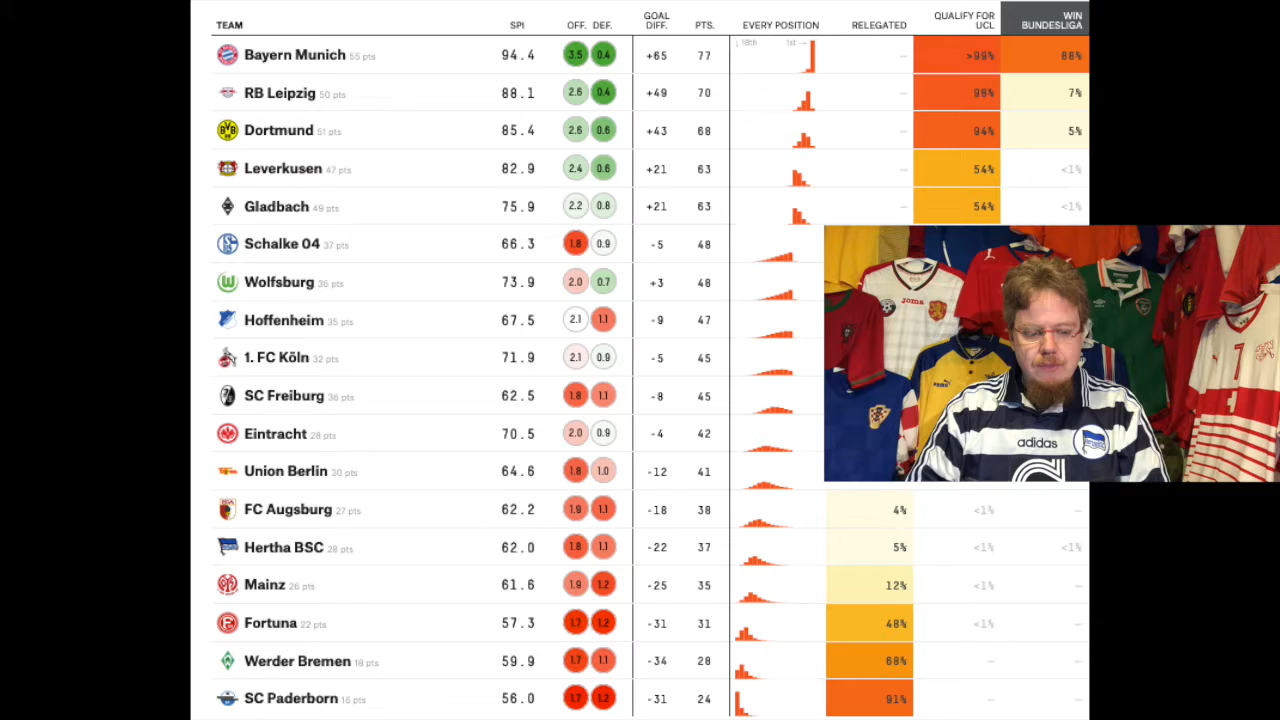 TEAM SPI OFF. DEF. GOAL DIFF. PTS. EVERY POSITION RELEGATED QUALIFY FOR UCL WIN BUNDESLIGA
↓ 18th 1st →
Bayern Munich 55 pts 94.4 3.5 0.4 +65 77 — >99% 88%
RB Leipzig 50 pts 88.1 2.6 0.4 +49 70 — 98% 7%
Dortmund 51 pts 85.4 2.6 0.6 +43 68 — 94% 5%
Leverkusen 47 pts 82.9 2.4 0.6 +21 63 — 54% <1%
Gladbach 49 pts 75.9 2.2 0.8 +21 63 — 54% <1%
Schalke 04 37 pts 66.3 1.8 0.9 -5 48
Wolfsburg 36 pts 73.9 2.0 0.7 +3 48
Hoffenheim 35 pts 67.5 2.1 1.1 -9 47
1. FC Köln 32 pts 71.9 2.1 0.9 -5 45
SC Freiburg 36 pts 62.5 1.8 1.1 -8 45
Eintracht 28 pts 70.5 2.0 0.9 -4 42
Union Berlin 30 pts 64.6 1.8 1.0 -12 41
FC Augsburg 27 pts 62.2 1.9 1.1 -18 38 4% <1% —
Hertha BSC 28 pts 62.0 1.8 1.1 -22 37 5% <1% <1%
Mainz 26 pts 61.6 1.9 1.2 -25 35 12% <1% —
Fortuna 22 pts 57.3 1.7 1.2 -31 31 48% <1% —
Werder Bremen 18 pts 59.9 1.7 1.1 -34 28 68% — —
SC Paderborn 16 pts 56.0 1.7 1.2 -31 24 91% — —
joma
adidas
7